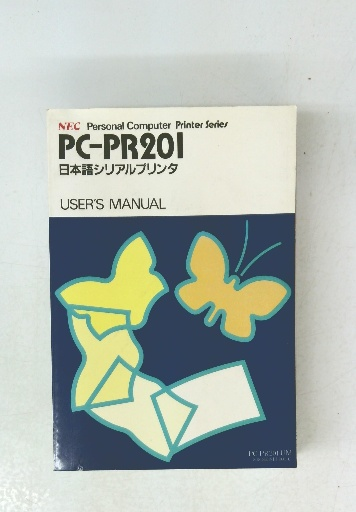 NEC Personal Computer Printer Series
PC-PR201
日本語シリアルプリンタ
USER'S MANUAL